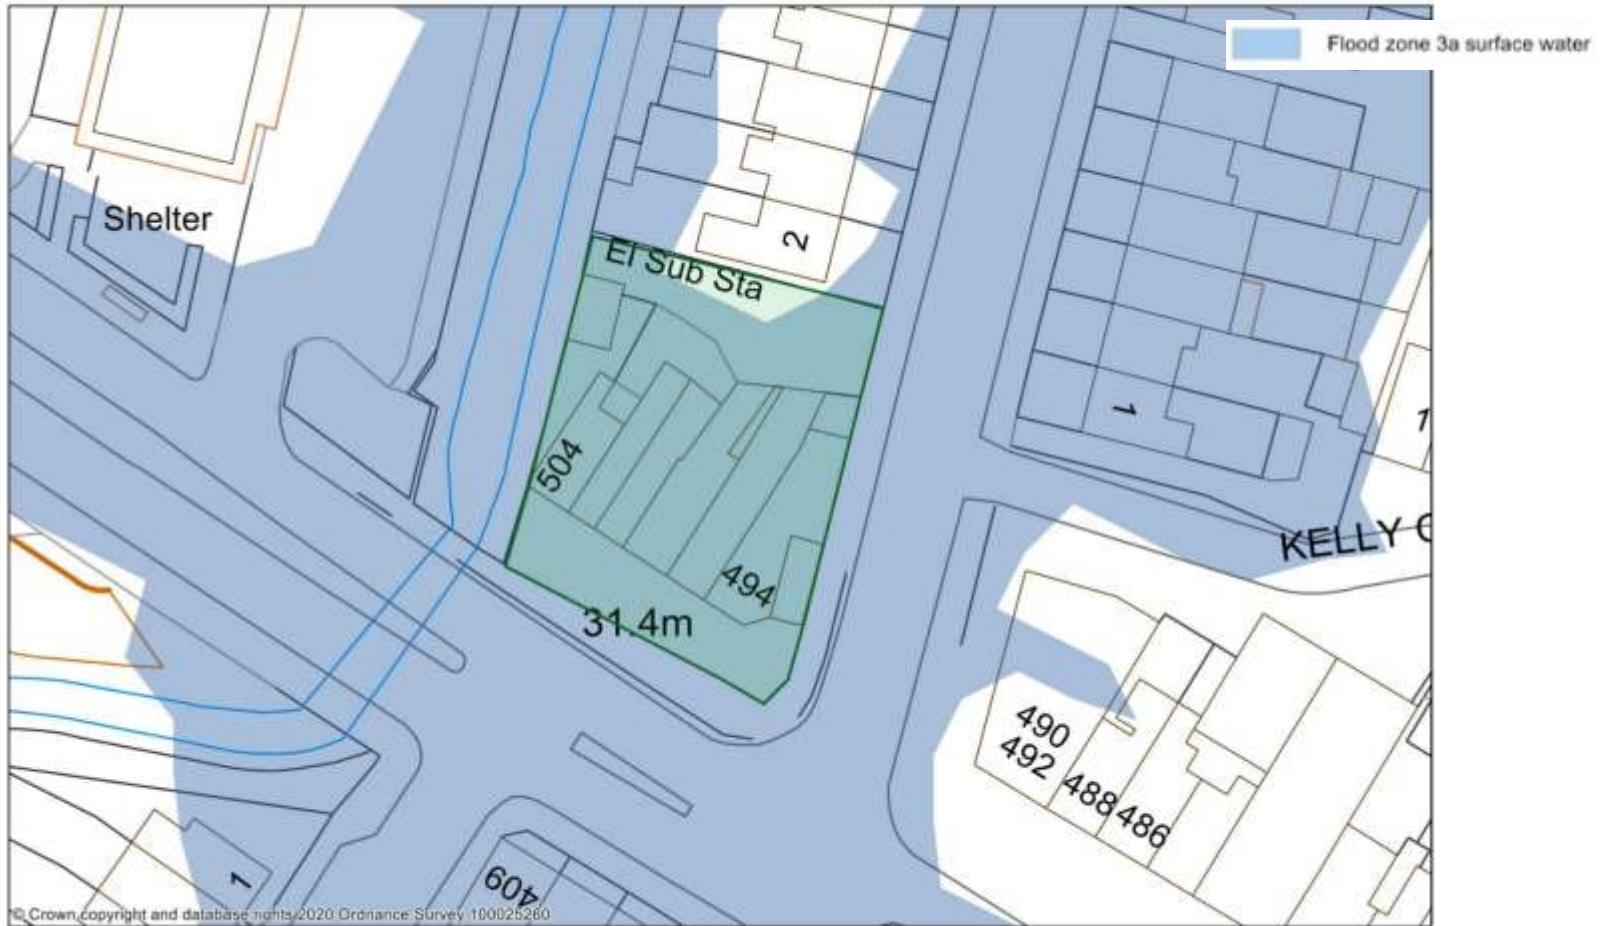 Flood zone 3a surface water
Shelter
2
El Sub Sta
1
1
504
KELLY
494
31.4m
490
492
488
486
1
409
© Crown copyright and database rights 2020 Ordnance Survey 100025260